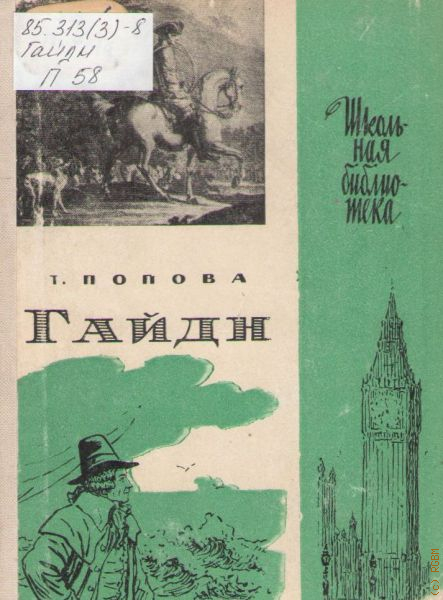 85.313(3)-8
Гайдн
П 58
Школь-
ная
библио-
тека
Т. ПОПОВА
ГАЙДН